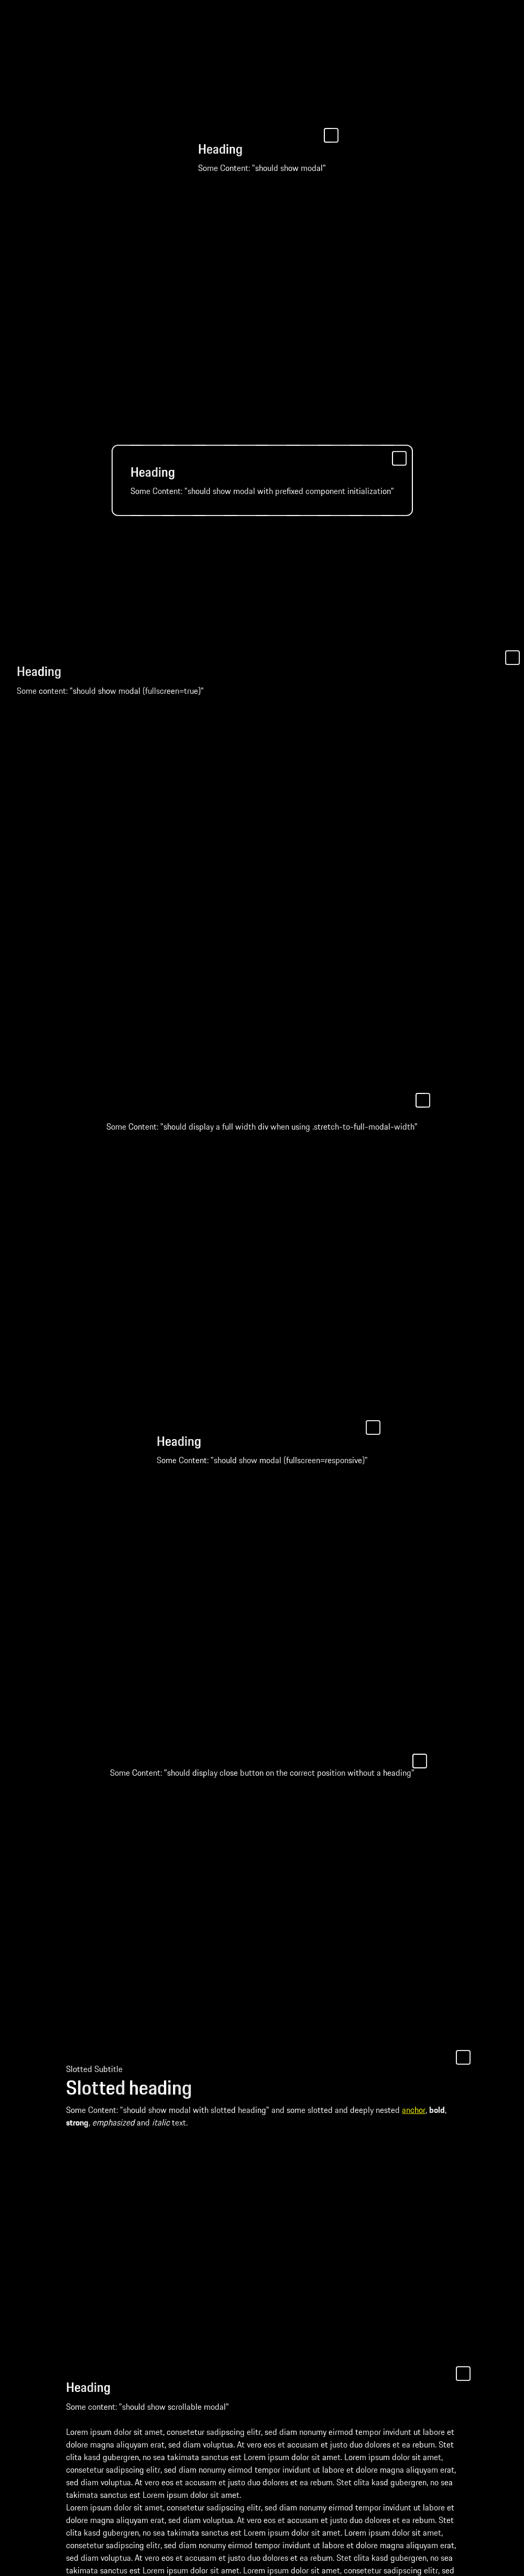 Heading
Some Content: "should show modal"
Heading
Some Content: "should show modal with prefixed component initialization"
Heading
Some content: "should show modal (fullscreen=true)"
Some Content: "should display a full width div when using .stretch-to-full-modal-width"
Heading
Some Content: "should show modal (fullscreen=responsive)"
Some Content: "should display close button on the correct position without a heading"
Slotted Subtitle
Slotted heading
Some Content: "should show modal with slotted heading" and some slotted and deeply nested anchor, bold,
strong, emphasized and italic text.
Heading
Some content: "should show scrollable modal"
Lorem ipsum dolor sit amet, consetetur sadipscing elitr, sed diam nonumy eirmod tempor invidunt ut labore et
dolore magna aliquyam erat, sed diam voluptua. At vero eos et accusam et justo duo dolores et ea rebum. Stet
clita kasd gubergren, no sea takimata sanctus est Lorem ipsum dolor sit amet. Lorem ipsum dolor sit amet,
consetetur sadipscing elitr, sed diam nonumy eirmod tempor invidunt ut labore et dolore magna aliquyam erat,
sed diam voluptua. At vero eos et accusam et justo duo dolores et ea rebum. Stet clita kasd gubergren, no sea
takimata sanctus est Lorem ipsum dolor sit amet.
Lorem ipsum dolor sit amet, consetetur sadipscing elitr, sed diam nonumy eirmod tempor invidunt ut labore et
dolore magna aliquyam erat, sed diam voluptua. At vero eos et accusam et justo duo dolores et ea rebum. Stet
clita kasd gubergren, no sea takimata sanctus est Lorem ipsum dolor sit amet. Lorem ipsum dolor sit amet,
consetetur sadipscing elitr, sed diam nonumy eirmod tempor invidunt ut labore et dolore magna aliquyam erat,
sed diam voluptua. At vero eos et accusam et justo duo dolores et ea rebum. Stet clita kasd gubergren, no sea
takimata sanctus est Lorem ipsum dolor sit amet. Lorem ipsum dolor sit amet, consetetur sadipscing elitr, sed